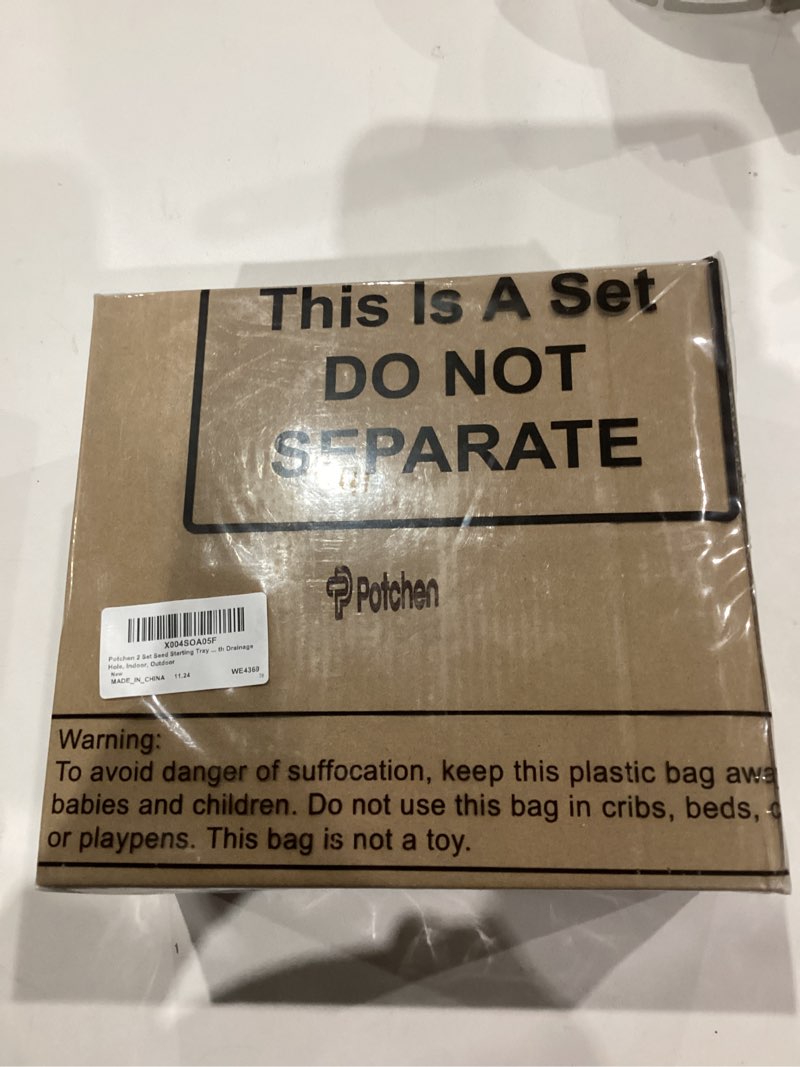 This Is A Set
DO NOT
SEPARATE
Potchen
X004SOA05F
Potchen 2 Set Seed Starting Tray ... th Drainage
Hole, Indoor, Outdoor
New
MADE_IN_CHINA 11.24 WE4369
Warning:
To avoid danger of suffocation, keep this plastic bag awa
babies and children. Do not use this bag in cribs, beds, c
or playpens. This bag is not a toy.